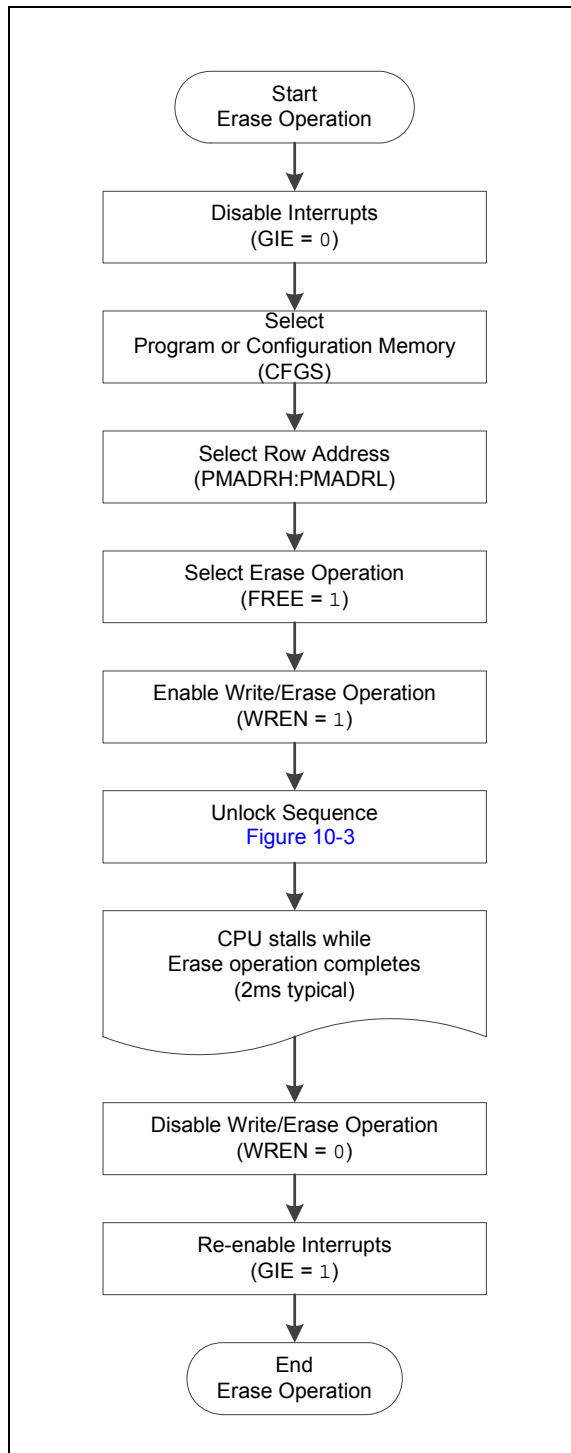 Start
Erase Operation
Disable Interrupts
(GIE = 0)
Select
Program or Configuration Memory
(CFGS)
Select Row Address
(PMADRH:PMADRL)
Select Erase Operation
(FREE = 1)
Enable Write/Erase Operation
(WREN = 1)
Unlock Sequence
Figure 10-3
CPU stalls while
Erase operation completes
(2ms typical)
Disable Write/Erase Operation
(WREN = 0)
Re-enable Interrupts
(GIE = 1)
End
Erase Operation